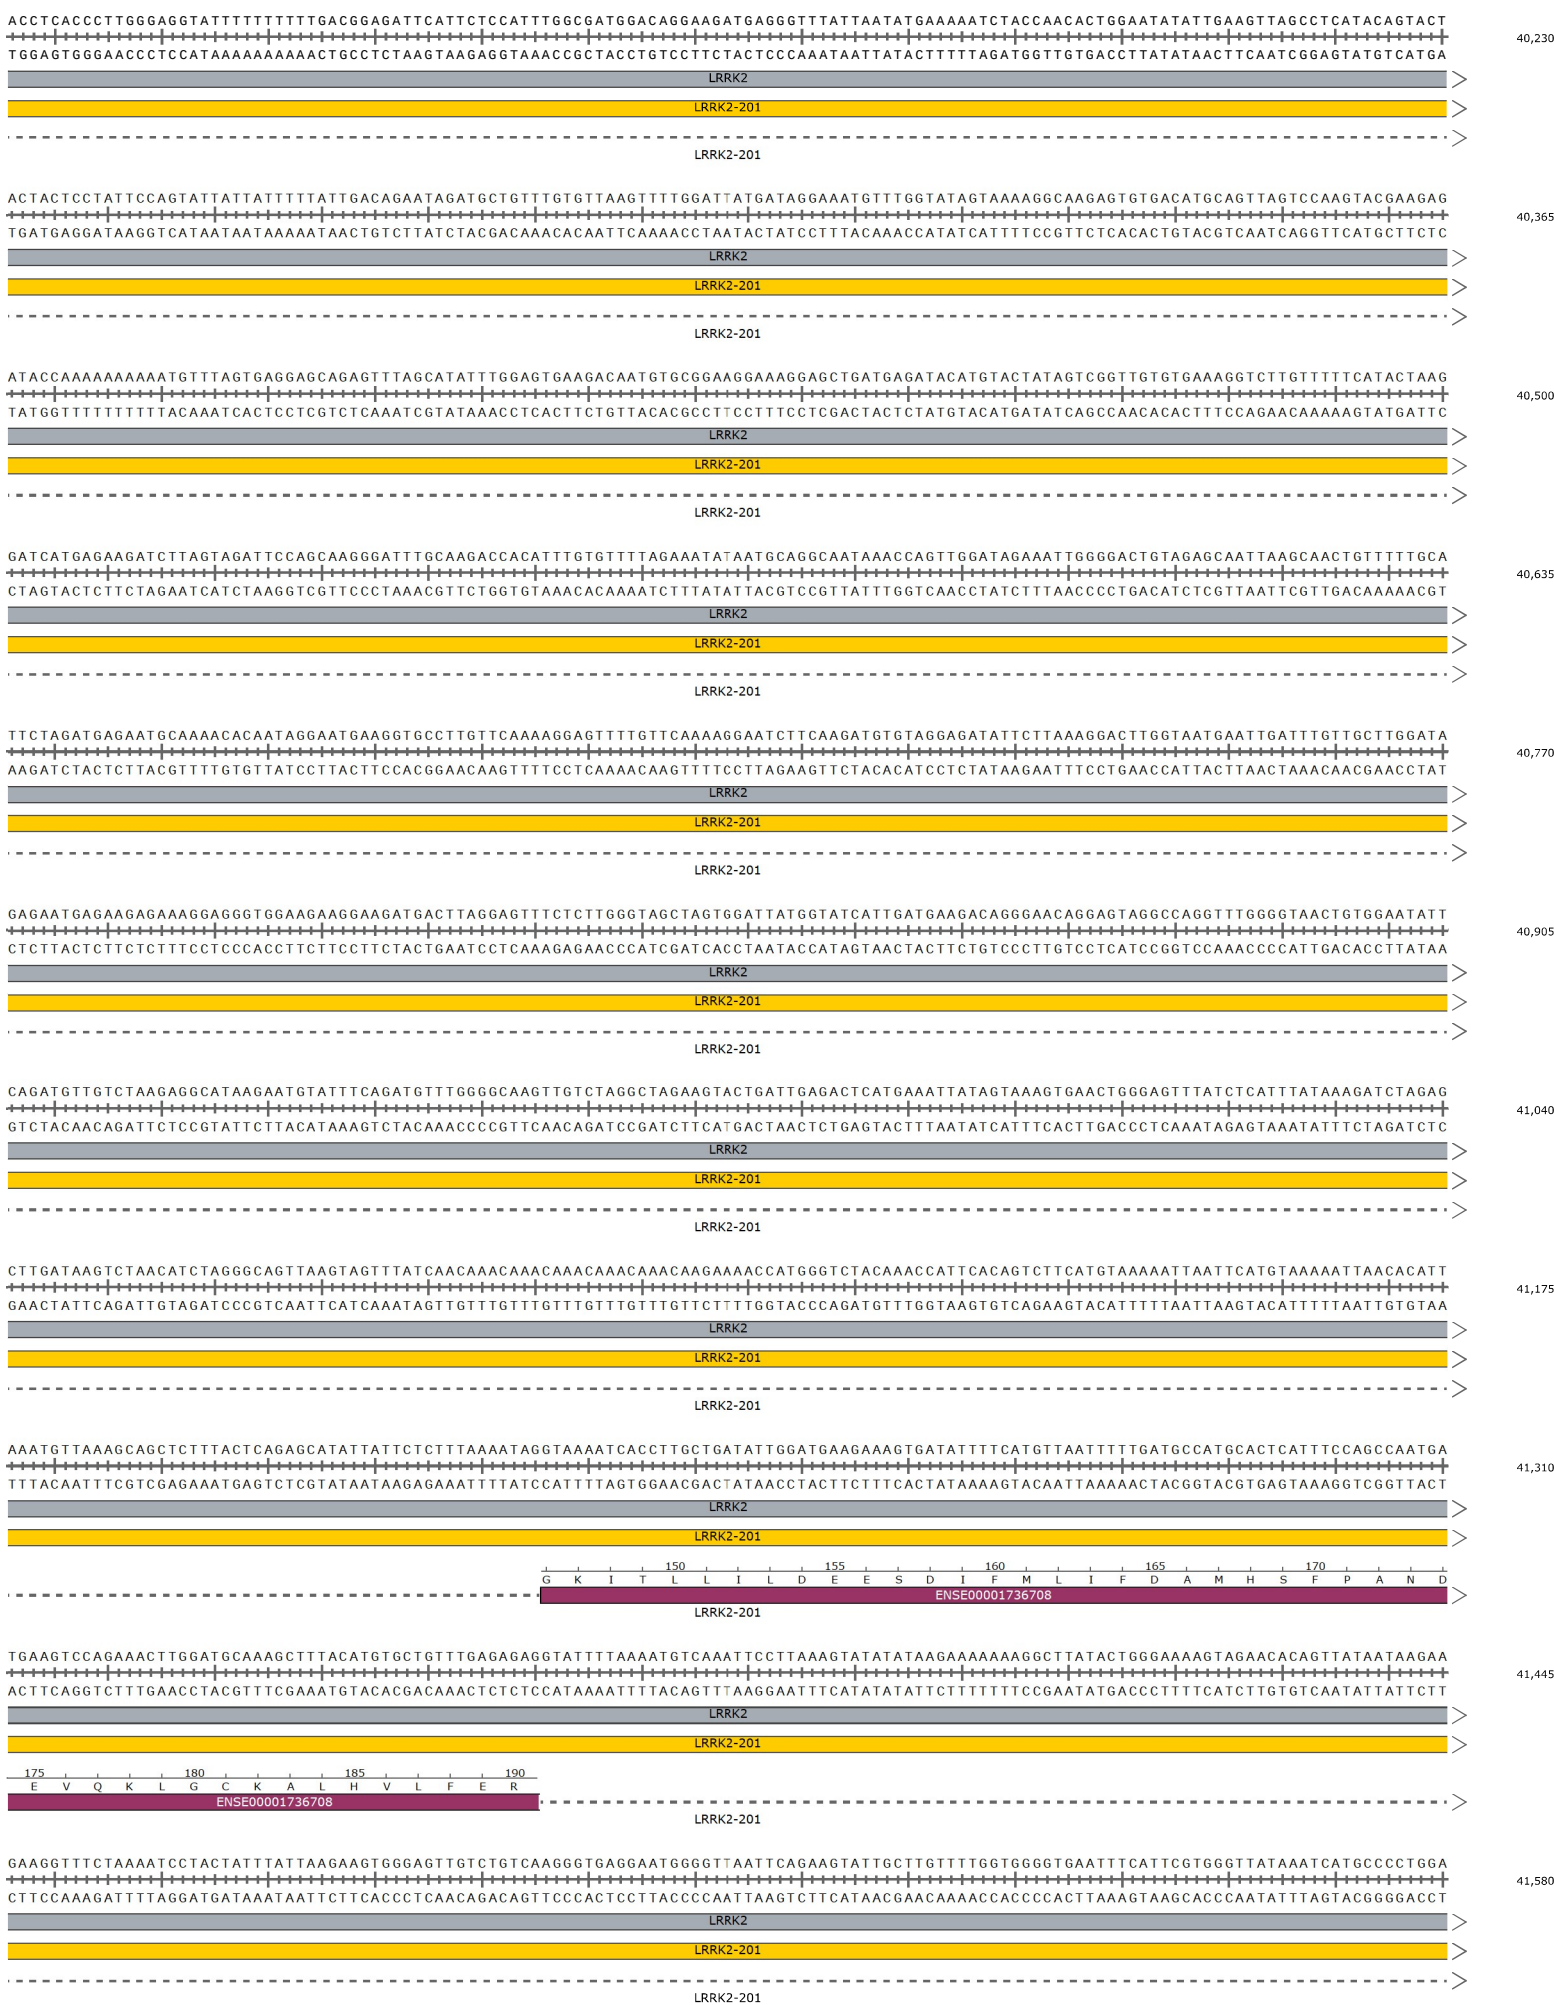 ACCTCACCCTTGGGAGGTATTTTTTTTTTGACGGAGATTCATTCTCCATTTGGCGATGGACAGGAAGATGAGGGTTTATTAATATGAAAAATCTACCAACACTGGAATATATTGAAGTTAGCCTCATACAGTACT
40,230
TGGAGTGGGAACCCTCCATAAAAAAAAAACTGCCTCTAAGTAAGAGGTAAACCGCTACCTGTCCTTCTACTCCCAAATAATTATACTTTTTAGATGGTTGTGACCTTATATAACTTCAATCGGAGTATGTCATGA
LRRK2
LRRK2-201
LRRK2-201
ACTACTCCTATTCCAGTATTATTATTTTTATTGACAGAATAGATGCTGTTTGTGTTAAGTTTTGGATTATGATAGGAAATGTTTGGTATAGTAAAAGGCAAGAGTGTGACATGCAGTTAGTCCAAGTACGAAGAG
40,365
TGATGAGGATAAGGTCATAATAATAAAAATAACTGTCTTATCTACGACAAACACAATTCAAAACCTAATACTATCCTTTACAAACCATATCATTTTCCGTTCTCACACTGTACGTCAATCAGGTTCATGCTTCTC
LRRK2
LRRK2-201
LRRK2-201
ATACCAAAAAAAAAATGTTTAGTGAGGAGCAGAGTTTAGCATATTTGGAGTGAAGACAATGTGCGGAAGGAAAGGAGCTGATGAGATACATGTACTATAGTCGGTTGTGTGAAAGGTCTTGTTTTTCATACTAAG
40,500
TATGGTTTTTTTTTTACAAATCACTCCTCGTCTCAAATCGTATAAACCTCACTTCTGTTACACGCCTTCCTTTCCTCGACTACTCTATGTACATGATATCAGCCAACACACTTTCCAGAACAAAAAGTATGATTC
LRRK2
LRRK2-201
LRRK2-201
GATCATGAGAAGATCTTAGTAGATTCCAGCAAGGGATTTGCAAGACCACATTTGTGTTTTAGAAATATAATGCAGGCAATAAACCAGTTGGATAGAAATTGGGGACTGTAGAGCAATTAAGCAACTGTTTTTGCA
40,635
CTAGTACTCTTCTAGAATCATCTAAGGTCGTTCCCTAAACGTTCTGGTGTAAACACAAAATCTTTATATTACGTCCGTTATTTGGTCAACCTATCTTTAACCCCTGACATCTCGTTAATTCGTTGACAAAAACGT
LRRK2
LRRK2-201
LRRK2-201
TTCTAGATGAGAATGCAAAACACAATAGGAATGAAGGTGCCTTGTTCAAAAGGAGTTTTGTTCAAAAGGAATCTTCAAGATGTGTAGGAGATATTCTTAAAGGACTTGGTAATGAATTGATTTGTTGCTTGGATA
40,770
AAGATCTACTCTTACGTTTTGTGTTATCCTTACTTCCACGGAACAAGTTTTCCTCAAAACAAGTTTTCCTTAGAAGTTCTACACATCCTCTATAAGAATTTCCTGAACCATTACTTAACTAAACAACGAACCTAT
LRRK2
LRRK2-201
LRRK2-201
GAGAATGAGAAGAGAAAGGAGGGTGGAAGAAGGAAGATGACTTAGGAGTTTCTCTTGGGTAGCTAGTGGATTATGGTATCATTGATGAAGACAGGGAACAGGAGTAGGCCAGGTTTGGGGTAACTGTGGAATATT
40,905
CTCTTACTCTTCTCTTTCCTCCCACCTTCTTCCTTCTACTGAATCCTCAAAGAGAACCCATCGATCACCTAATACCATAGTAACTACTTCTGTCCCTTGTCCTCATCCGGTCCAAACCCCATTGACACCTTATAA
LRRK2
LRRK2-201
LRRK2-201
CAGATGTTGTCTAAGAGGCATAAGAATGTATTTCAGATGTTTGGGGCAAGTTGTCTAGGCTAGAAGTACTGATTGAGACTCATGAAATTATAGTAAAGTGAACTGGGAGTTTATCTCATTTATAAAGATCTAGAG
41,040
GTCTACAACAGATTCTCCGTATTCTTACATAAAGTCTACAAACCCCGTTCAACAGATCCGATCTTCATGACTAACTCTGAGTACTTTAATATCATTTCACTTGACCCTCAAATAGAGTAAATATTTCTAGATCTC
LRRK2
LRRK2-201
LRRK2-201
CTTGATAAGTCTAACATCTAGGGCAGTTAAGTAGTTTATCAACAAACAAACAAACAAACAAACAAGAAAACCATGGGTCTACAAACCATTCACAGTCTTCATGTAAAAATTAATTCATGTAAAAATTAACACATT
41,175
GAACTATTCAGATTGTAGATCCCGTCAATTCATCAAATAGTTGTTTGTTTGTTTGTTTGTTTGTTCTTTTGGTACCCAGATGTTTGGTAAGTGTCAGAAGTACATTTTTAATTAAGTACATTTTTAATTGTGTAA
LRRK2
LRRK2-201
LRRK2-201
AAATGTTAAAGCAGCTCTTTACTCAGAGCATATTATTCTCTTTAAAATAGGTAAAATCACCTTGCTGATATTGGATGAAGAAAGTGATATTTTCATGTTAATTTTTGATGCCATGCACTCATTTCCAGCCAATGA
41,310
TTTACAATTTCGTCGAGAAATGAGTCTCGTATAATAAGAGAAATTTTATCCATTTTAGTGGAACGACTATAACCTACTTCTTTCACTATAAAAGTACAATTAAAAACTACGGTACGTGAGTAAAGGTCGGTTACT
LRRK2
LRRK2-201
150 155 160 165 170
G K I T L L I L D E E S D I F M L I F D A M H S F P A N D
ENSE00001736708
LRRK2-201
TGAAGTCCAGAAACTTGGATGCAAAGCTTTACATGTGCTGTTTGAGAGAGGTATTTTAAAATGTCAAATTCCTTAAAGTATATATAAGAAAAAAAGGCTTATACTGGGAAAAGTAGAACACAGTTATAATAAGAA
41,445
ACTTCAGGTCTTTGAACCTACGTTTCGAAATGTACACGACAAACTCTCTCCATAAAATTTTACAGTTTAAGGAATTTCATATATATTCTTTTTTTCCGAATATGACCCTTTTCATCTTGTGTCAATATTATTCTT
LRRK2
LRRK2-201
175 180 185 190
E V Q K L G C K A L H V L F E R
ENSE00001736708
LRRK2-201
GAAGGTTTCTAAAATCCTACTATTTATTAAGAAGTGGGAGTTGTCTGTCAAGGGTGAGGAATGGGGTTAATTCAGAAGTATTGCTTGTTTTGGTGGGGTGAATTTCATTCGTGGGTTATAAATCATGCCCCTGGA
41,580
CTTCCAAAGATTTTAGGATGATAAATAATTCTTCACCCTCAACAGACAGTTCCCACTCCTTACCCCAATTAAGTCTTCATAACGAACAAAACCACCCCACTTAAAGTAAGCACCCAATATTTAGTACGGGGACCT
LRRK2
LRRK2-201
LRRK2-201